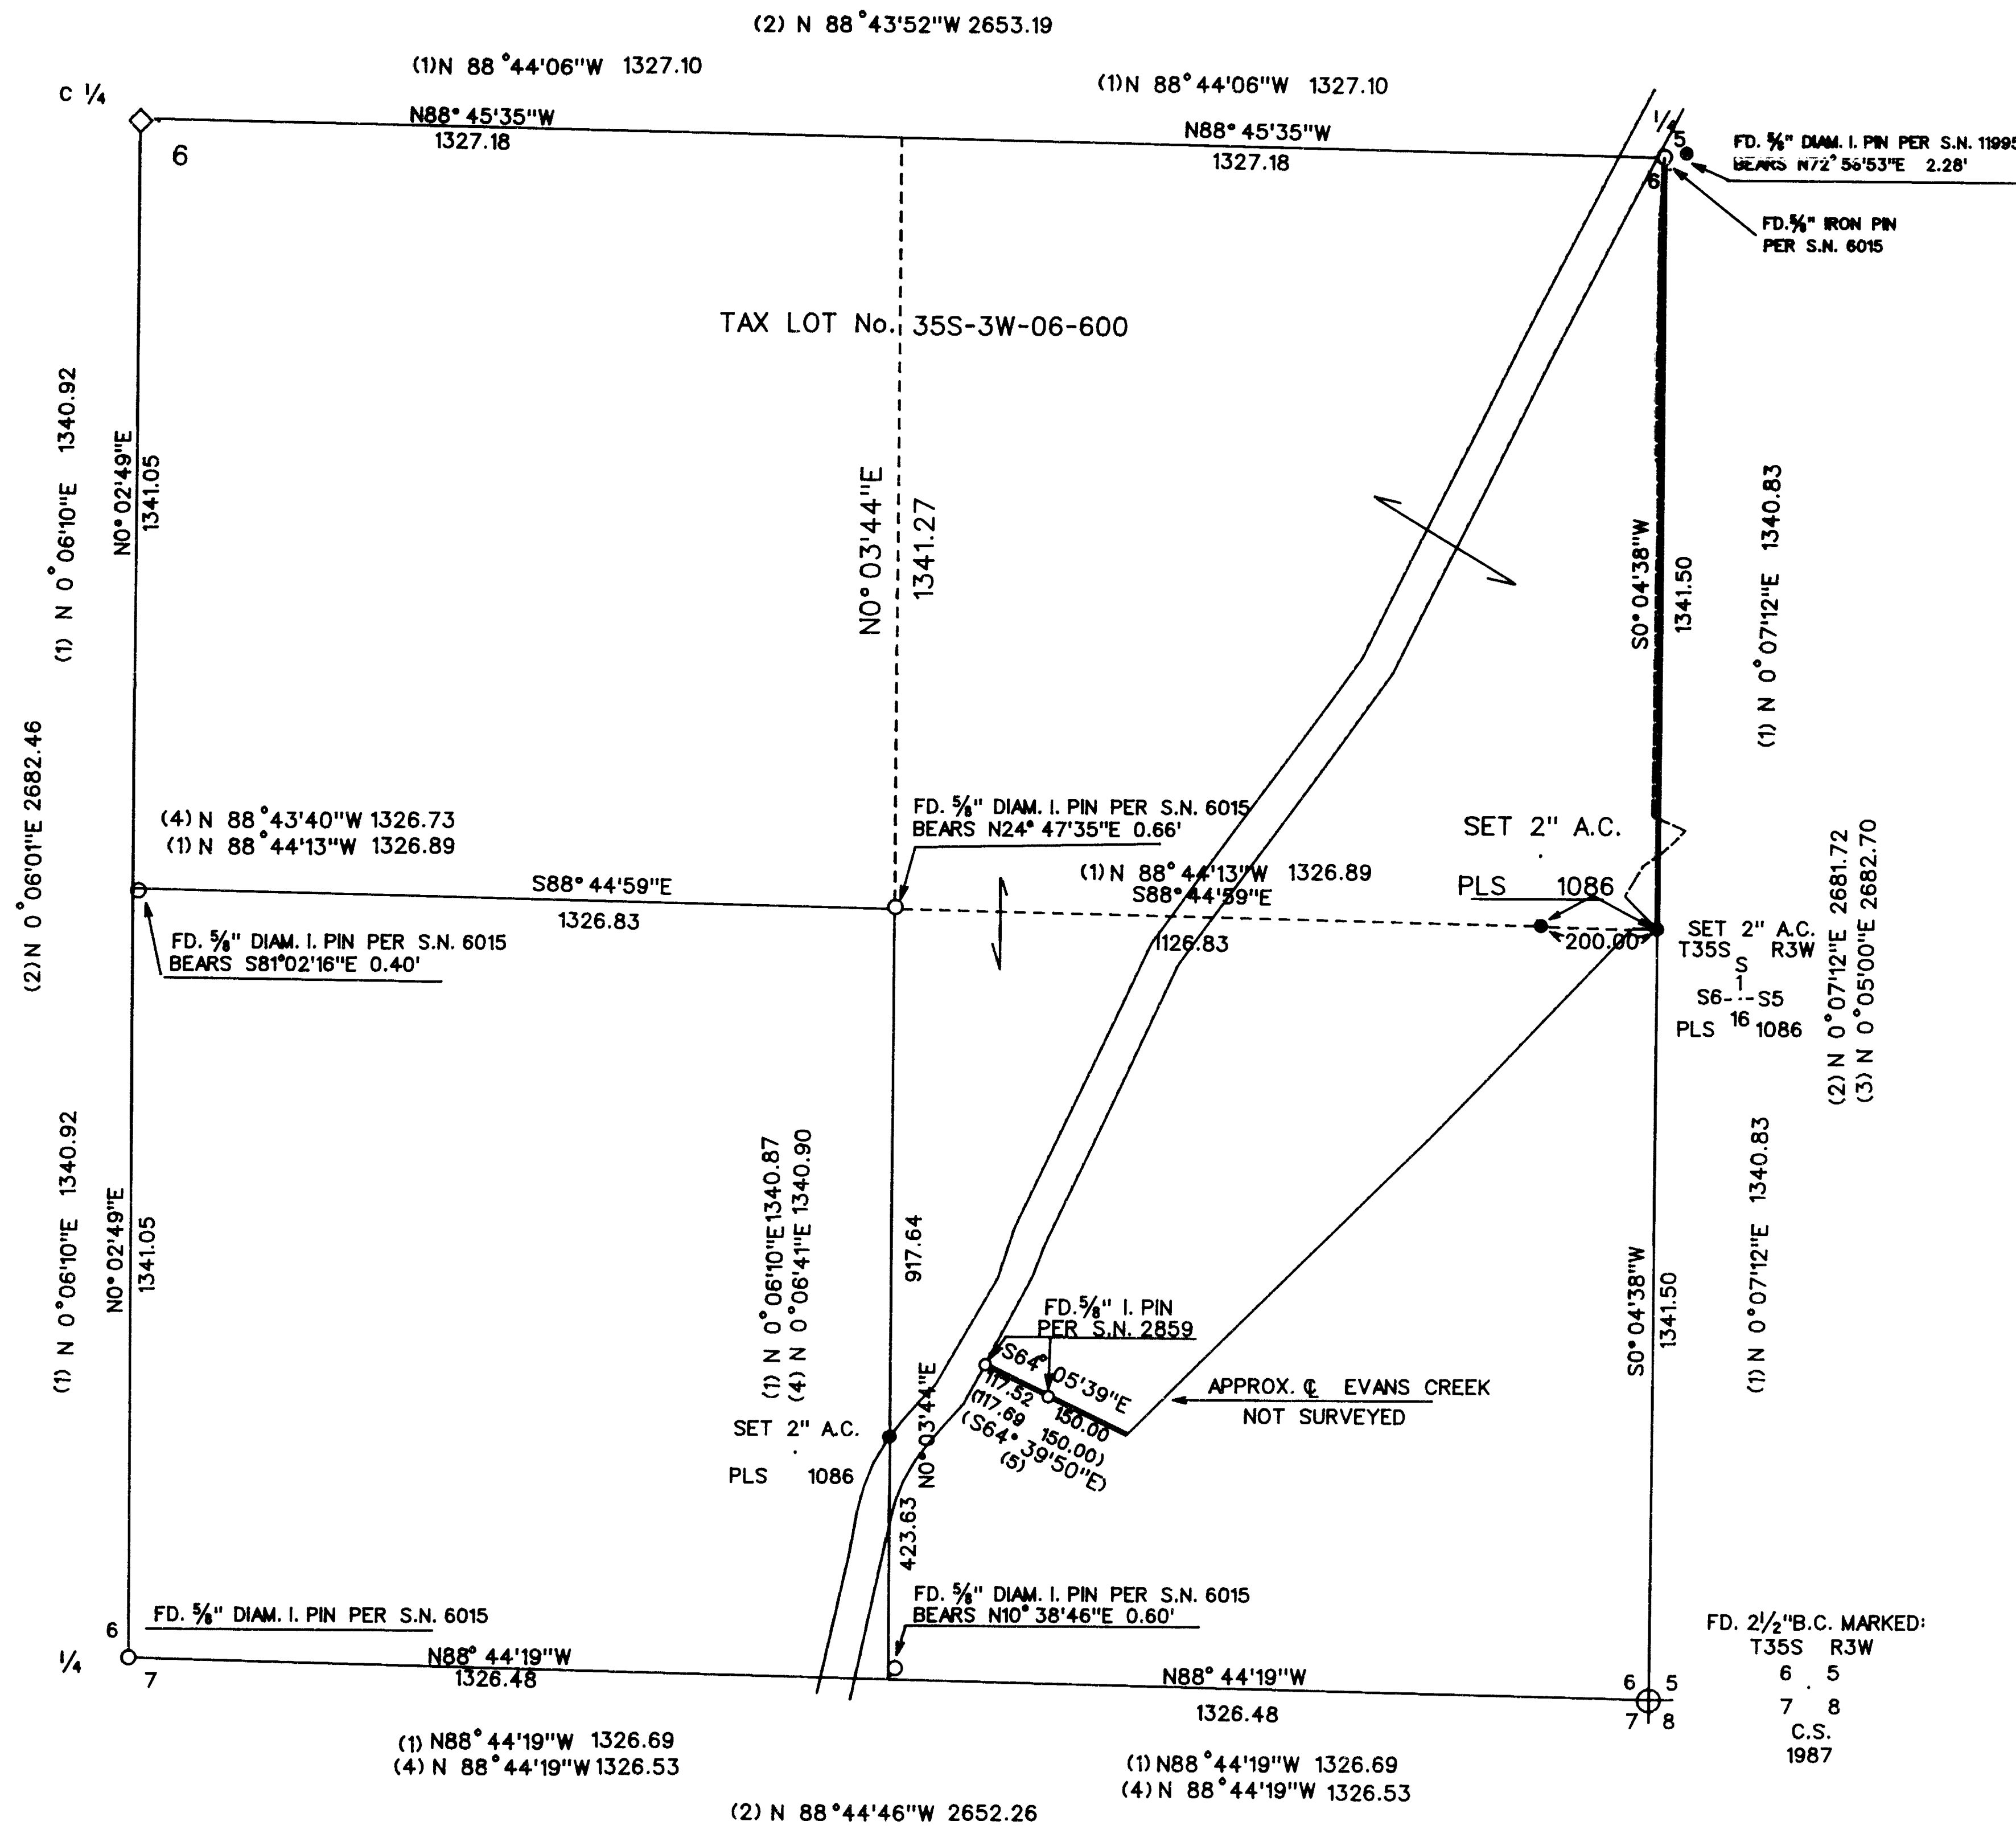 (2) N 88°43'52"W 2653.19
(1)N 88°44'06"W 1327.10
(1)N 88°44'06"W 1327.10
C 1/4
N88°45'35"W
1327.18
N88°45'35"W
1327.18
6
1/4
5
6
FD. 5/8" DIAM. I. PIN PER S.N. 11995
BEARS N72°56'53"E 2.28'
FD. 5/8" IRON PIN
PER S.N. 6015
TAX LOT No. 35S-3W-06-600
(1) N 0°06'10"E 1340.92
N0°02'49"E
1341.05
N0°03'44"E
1341.27
S0°04'38"W
1341.50
(1) N 0°07'12"E 1340.83
(2) N 0°06'01"E 2682.46
(4) N 88°43'40"W 1326.73
(1) N 88°44'13"W 1326.89
FD. 5/8" DIAM. I. PIN PER S.N. 6015
BEARS N24°47'35"E 0.66'
SET 2" A.C.
PLS 1086
(1) N 88°44'13"W 1326.89
S88°44'59"E
1126.83
200.00
S88°44'59"E
1326.83
FD. 5/8" DIAM. I. PIN PER S.N. 6015
BEARS S81°02'16"E 0.40'
SET 2" A.C.
T35S R3W
S
1
S6-·-S5
16
PLS 1086
(2) N 0°07'12"E 2681.72
(3) N 0°05'00"E 2682.70
(1) N 0°06'10"E 1340.92
N0°02'49"E
1341.05
(1) N 0°06'10"E 1340.87
(4) N 0°06'41"E 1340.90
917.64
N0°03'44"E
423.63
S0°04'38"W
1341.50
(1) N 0°07'12"E 1340.83
FD. 5/8" I. PIN
PER S.N. 2859
S64°05'39"E
117.52 150.00
(117.69 150.00)
(S64°39'50"E)
(5)
APPROX. ℄ EVANS CREEK
NOT SURVEYED
SET 2" A.C.
PLS 1086
FD. 5/8" DIAM. I. PIN PER S.N. 6015
BEARS N10°38'46"E 0.60'
6
FD. 5/8" DIAM. I. PIN PER S.N. 6015
1/4
7
N88°44'19"W
1326.48
N88°44'19"W
1326.48
6 5
7 8
FD. 2 1/2" B.C. MARKED:
T35S R3W
6 5
7 8
C.S.
1987
(1) N88°44'19"W 1326.69
(4) N 88°44'19"W 1326.53
(1) N88°44'19"W 1326.69
(4) N 88°44'19"W 1326.53
(2) N 88°44'46"W 2652.26